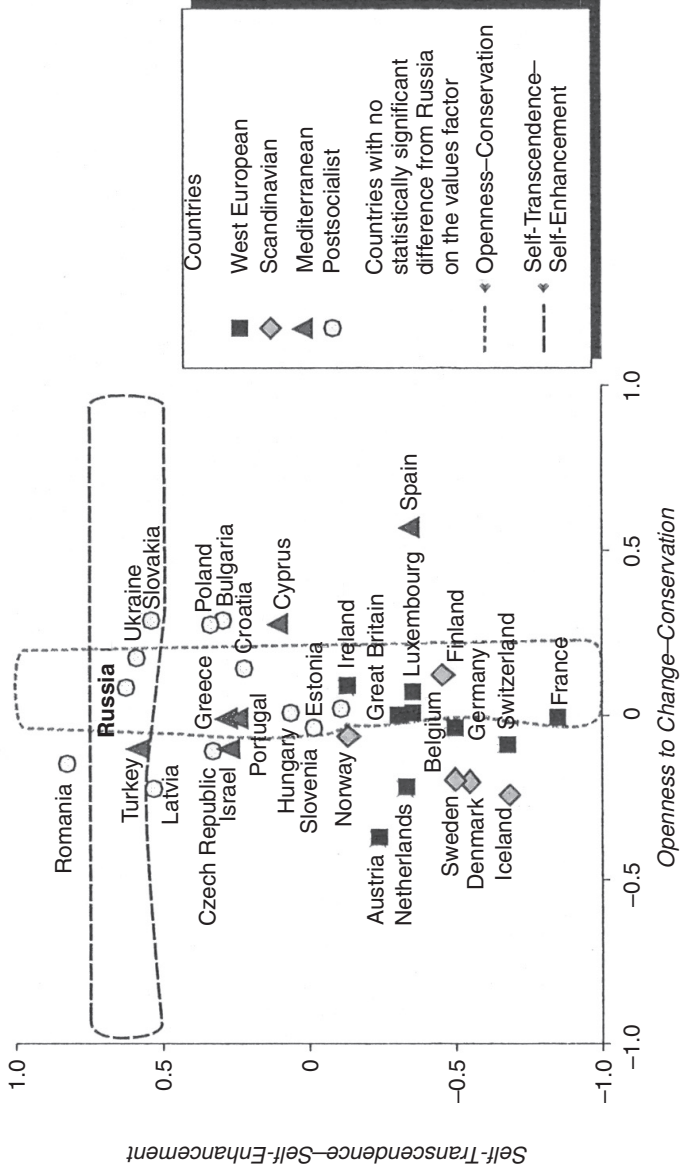 Self-Transcendence–Self-Enhancement
1.0
0.5
0
–0.5
–1.0
Romania
Russia
Ukraine
Slovakia
Turkey
Latvia
Czech Republic
Israel
Greece
Portugal
Poland
Bulgaria
Croatia
Cyprus
Hungary
Slovenia
Estonia
Norway
Ireland
Great Britain
Luxembourg
Spain
Austria
Netherlands
Belgium
Finland
Germany
Sweden
Denmark
Iceland
Switzerland
France
–1.0
–0.5
0
0.5
1.0
Openness to Change–Conservation
Countries
West European
Scandinavian
Mediterranean
Postsocialist
Countries with no
statistically significant
difference from Russia
on the values factor
Openness–Conservation
Self-Transcendence–
Self-Enhancement